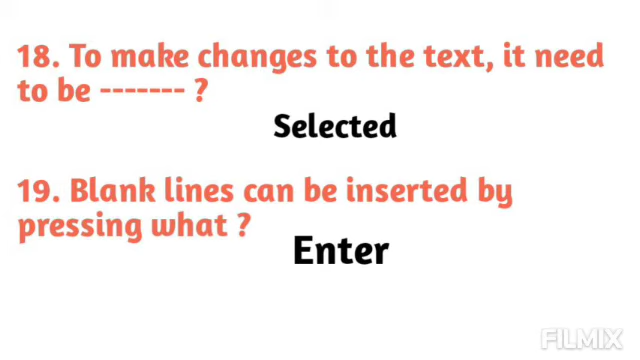 18. To make changes to the text, it need
to be ------- ?
Selected
19. Blank lines can be inserted by
pressing what ?
Enter
FILMIX